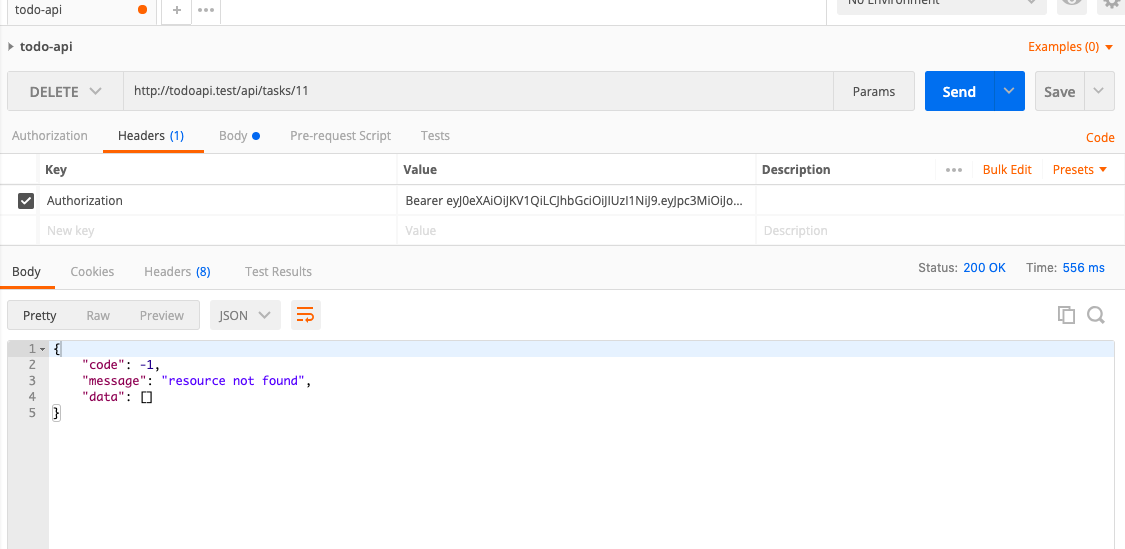 todo-api
No Environment
todo-api
Examples (0)
DELETE http://todoapi.test/api/tasks/11 Params Send Save
Authorization Headers (1) Body Pre-request Script Tests Code
Key Value Description Bulk Edit Presets
Authorization Bearer eyJ0eXAiOiJKV1QiLCJhbGciOiJIUzI1NiJ9.eyJpc3MiOiJo...
New key Value Description
Body Cookies Headers (8) Test Results Status: 200 OK Time: 556 ms
Pretty Raw Preview JSON
1 {
2 "code": -1,
3 "message": "resource not found",
4 "data": []
5 }